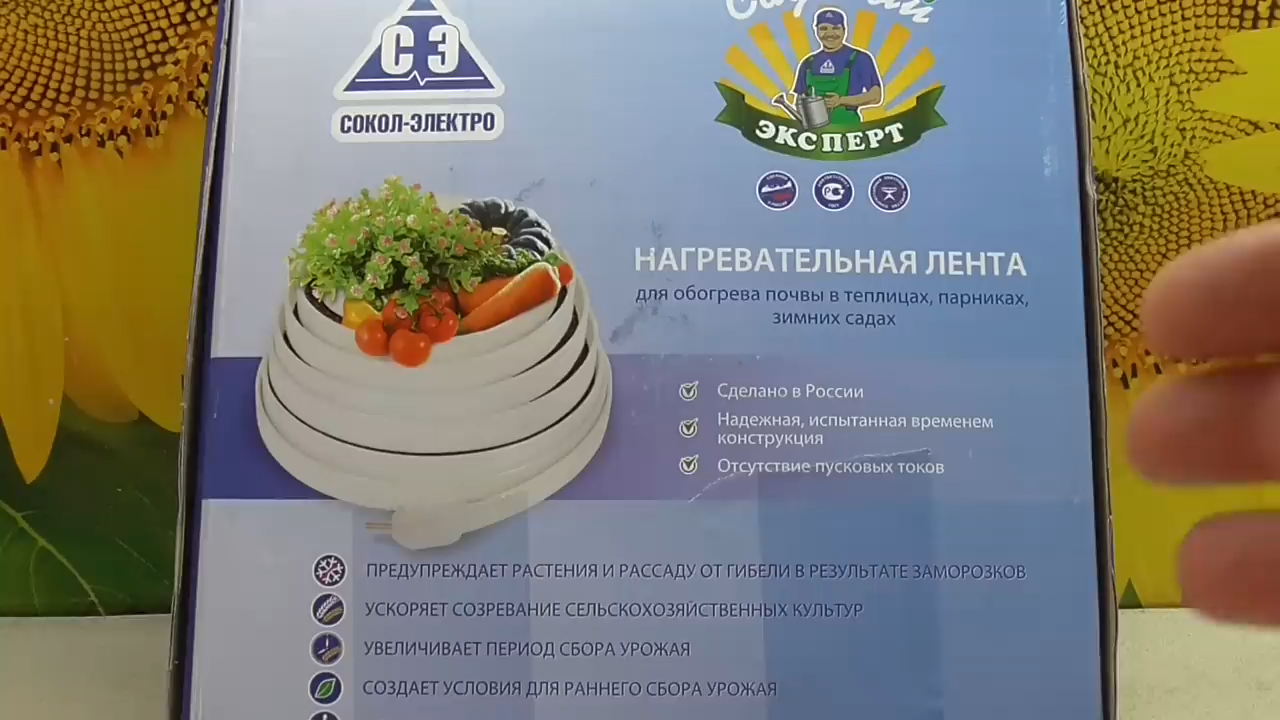 СЭ
СОКОЛ-ЭЛЕКТРО
ЭКСПЕРТ
НАГРЕВАТЕЛЬНАЯ ЛЕНТА
для обогрева почвы в теплицах, парниках,
зимних садах
Сделано в России
Надежная, испытанная временем
конструкция
Отсутствие пусковых токов
ПРЕДУПРЕЖДАЕТ РАСТЕНИЯ И РАССАДУ ОТ ГИБЕЛИ В РЕЗУЛЬТАТЕ ЗАМОРОЗКОВ
УСКОРЯЕТ СОЗРЕВАНИЕ СЕЛЬСКОХОЗЯЙСТВЕННЫХ КУЛЬТУР
УВЕЛИЧИВАЕТ ПЕРИОД СБОРА УРОЖАЯ
СОЗДАЕТ УСЛОВИЯ ДЛЯ РАННЕГО СБОРА УРОЖАЯ